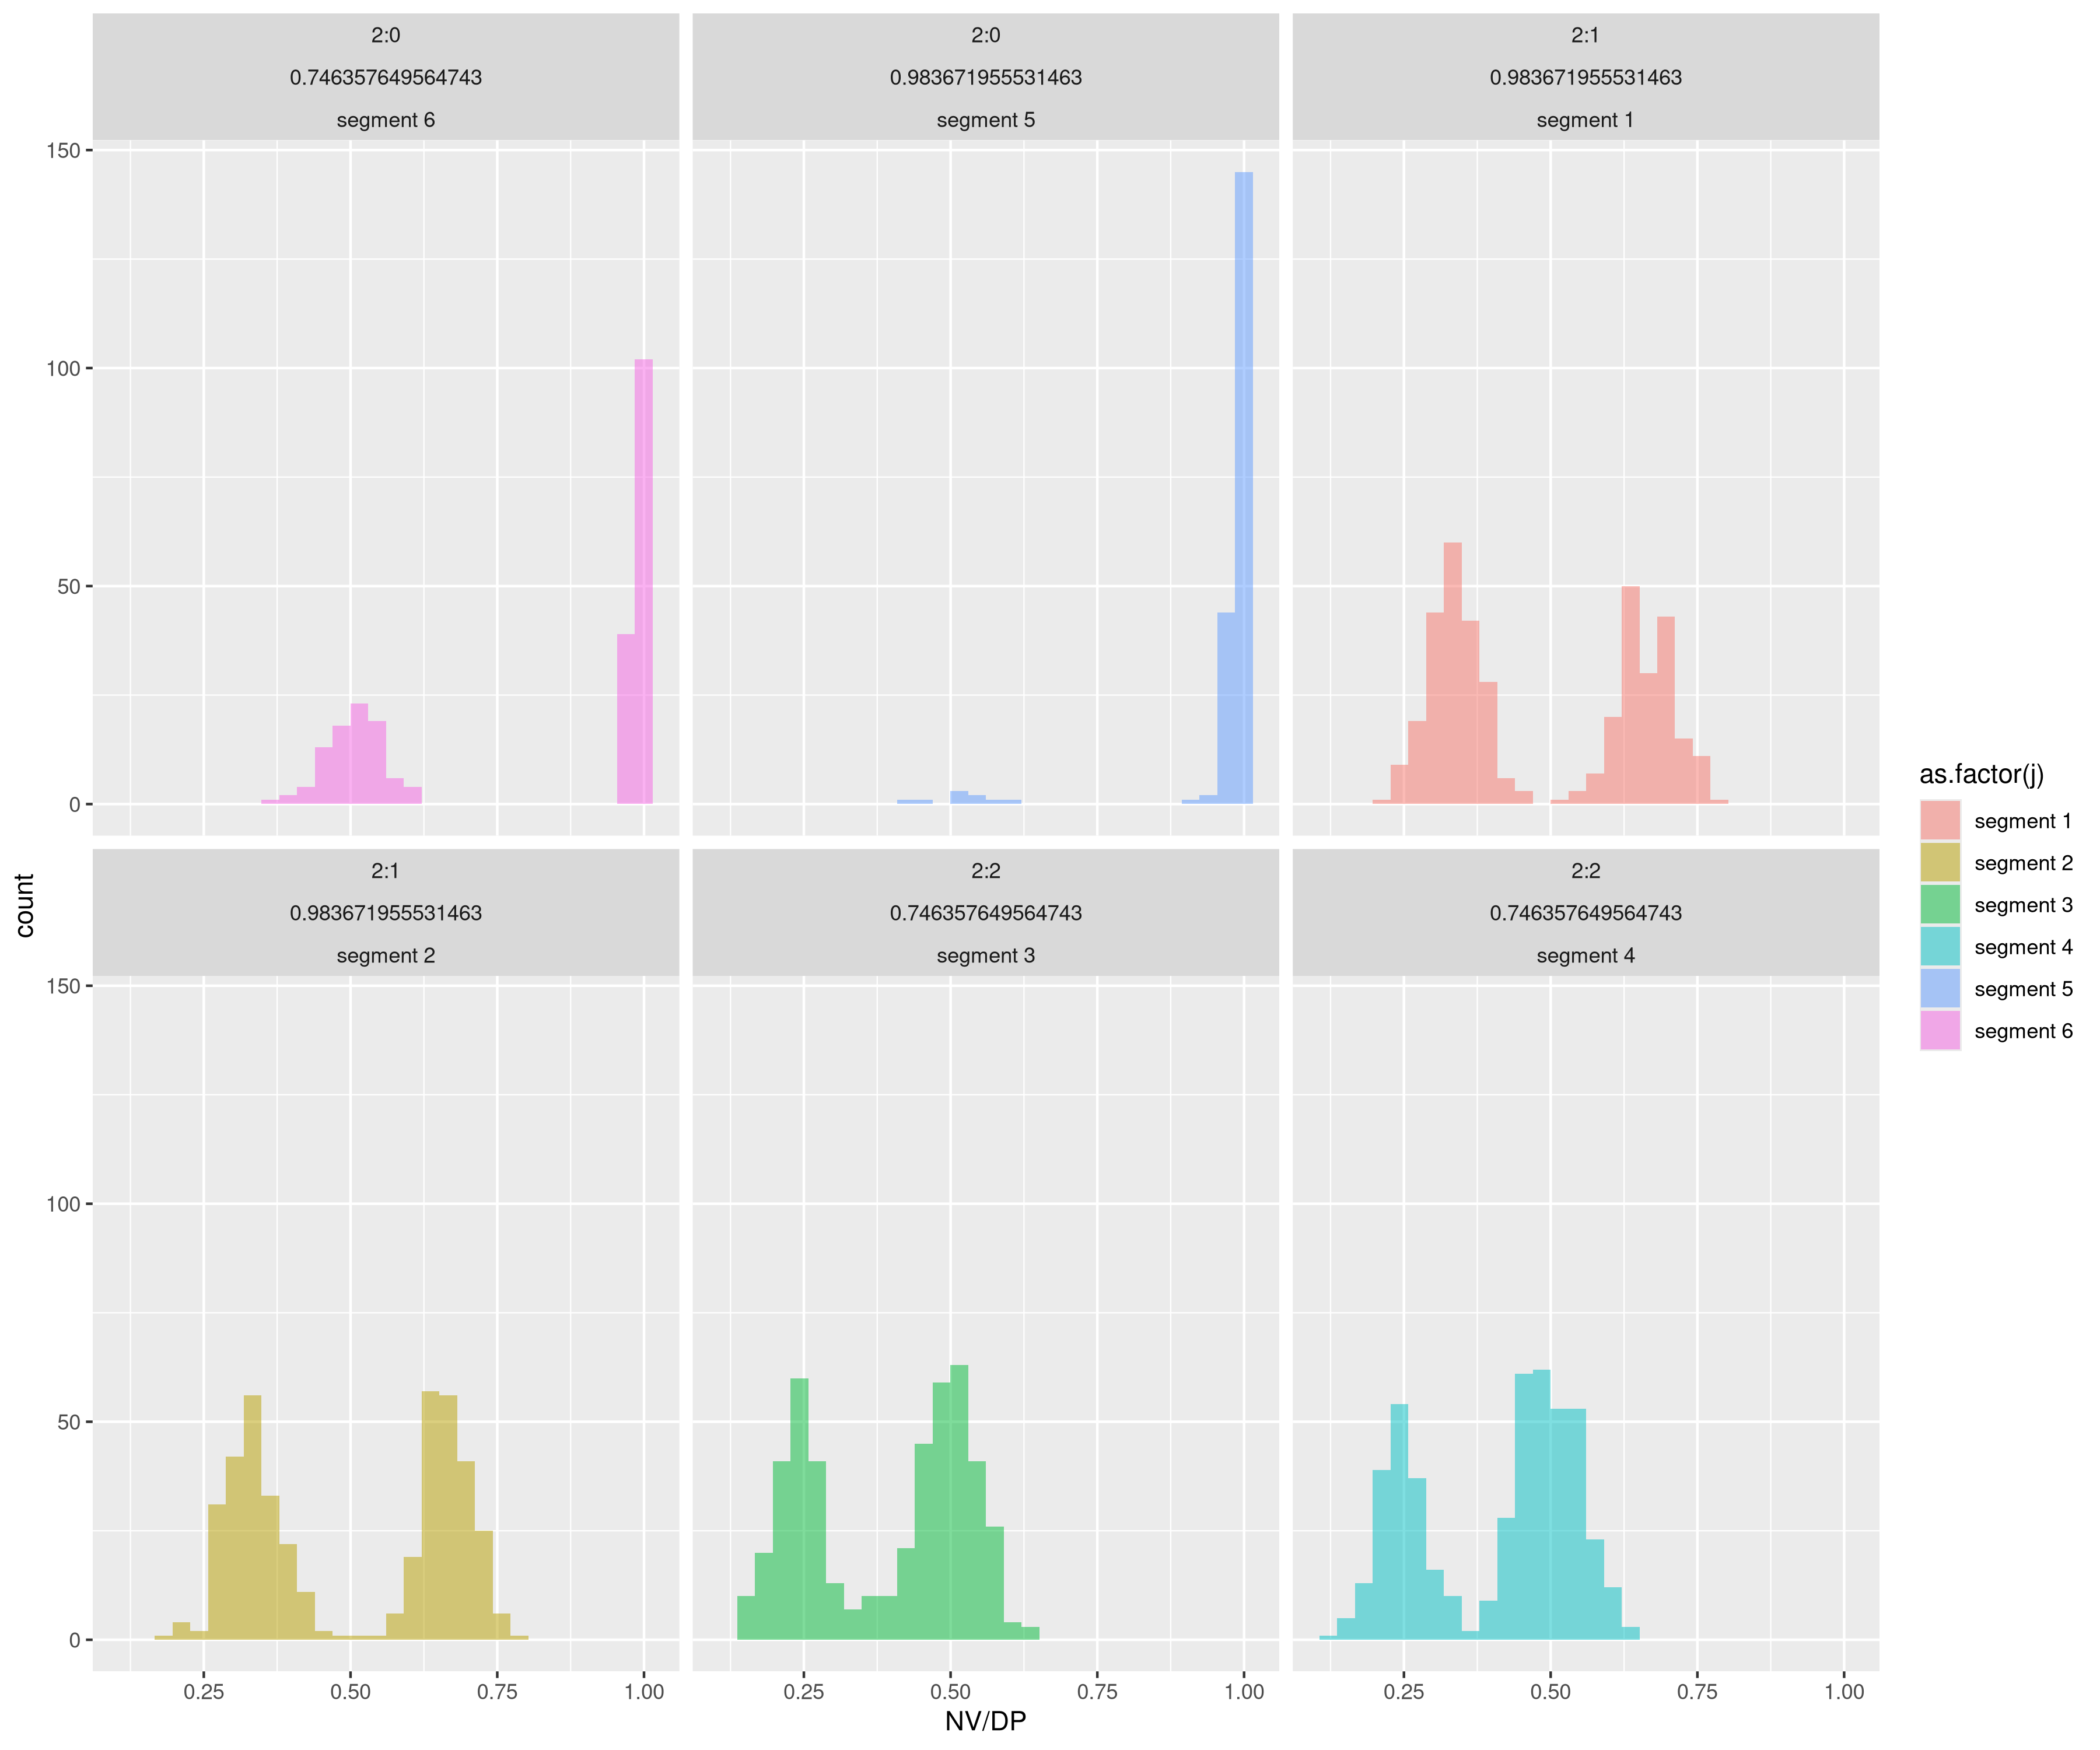 2:0
0.746357649564743
segment 6
2:0
0.983671955531463
segment 5
2:1
0.983671955531463
segment 1
150
100
50
0
2:1
0.983671955531463
segment 2
2:2
0.746357649564743
segment 3
2:2
0.746357649564743
segment 4
150
100
50
0
0.25 0.50 0.75 1.00
0.25 0.50 0.75 1.00
0.25 0.50 0.75 1.00
NV/DP
count
as.factor(j)
segment 1
segment 2
segment 3
segment 4
segment 5
segment 6